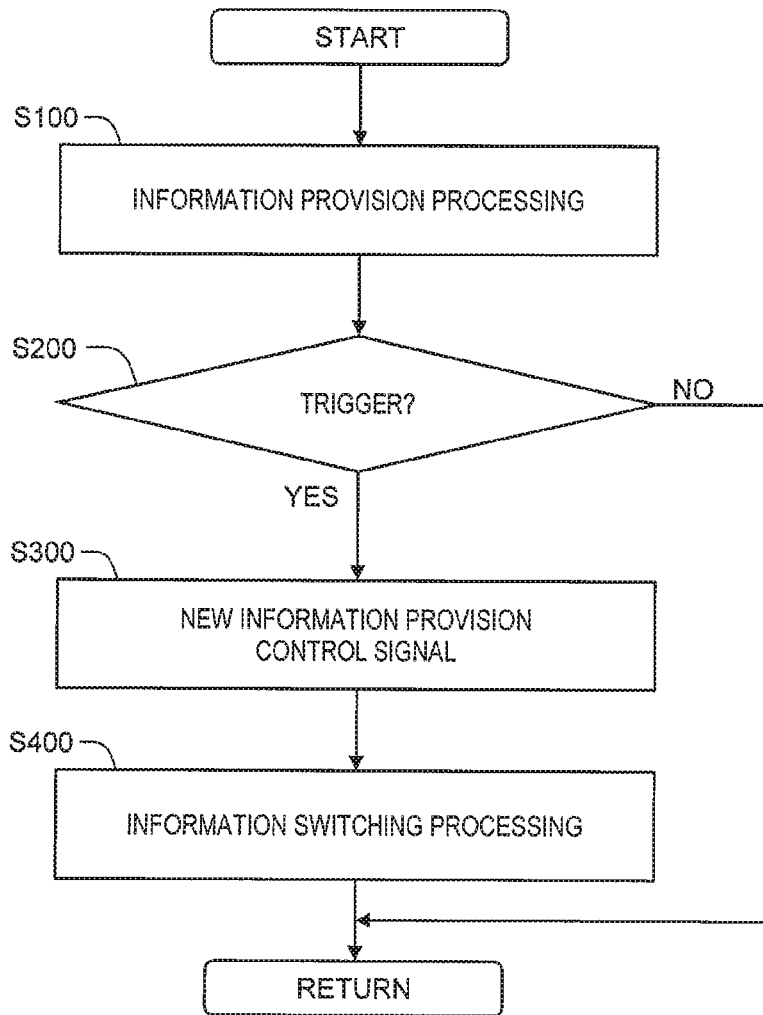 START
S100
INFORMATION PROVISION PROCESSING
S200
TRIGGER?
NO
YES
S300
NEW INFORMATION PROVISION
CONTROL SIGNAL
S400
INFORMATION SWITCHING PROCESSING
RETURN